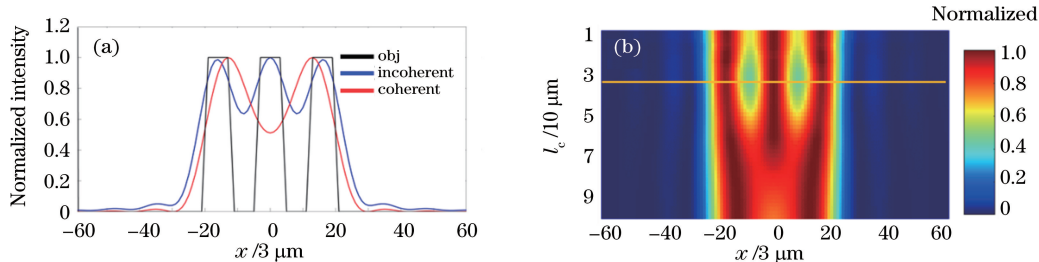 Normalized
1.2
(a)
(b)
1
1.0
obj
1.0
incoherent
0.8
coherent
3
0.8
Normalized intensity
0.6
l_c /10 μm
5
0.6
0.4
7
0.4
0.2
9
0.2
0
0
−60 −40 −20 0 20 40 60
x /3 μm
−60 −40 −20 0 20 40 60
x /3 μm